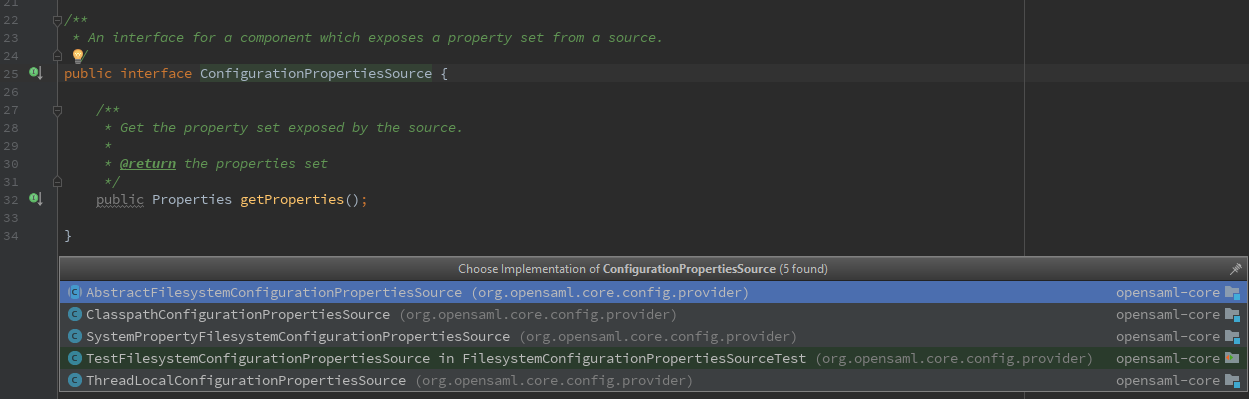 21
22 /**
23 * An interface for a component which exposes a property set from a source.
24 */
25 public interface ConfigurationPropertiesSource {
26
27 /**
28 * Get the property set exposed by the source.
29 *
30 * @return the properties set
31 */
32 public Properties getProperties();
33
34 }
Choose Implementation of ConfigurationPropertiesSource (5 found)
AbstractFilesystemConfigurationPropertiesSource (org.opensaml.core.config.provider) opensaml-core
ClasspathConfigurationPropertiesSource (org.opensaml.core.config.provider) opensaml-core
SystemPropertyFilesystemConfigurationPropertiesSource (org.opensaml.core.config.provider) opensaml-core
TestFilesystemConfigurationPropertiesSource in FilesystemConfigurationPropertiesSourceTest (org.opensaml.core.config.provider) opensaml-core
ThreadLocalConfigurationPropertiesSource (org.opensaml.core.config.provider) opensaml-core